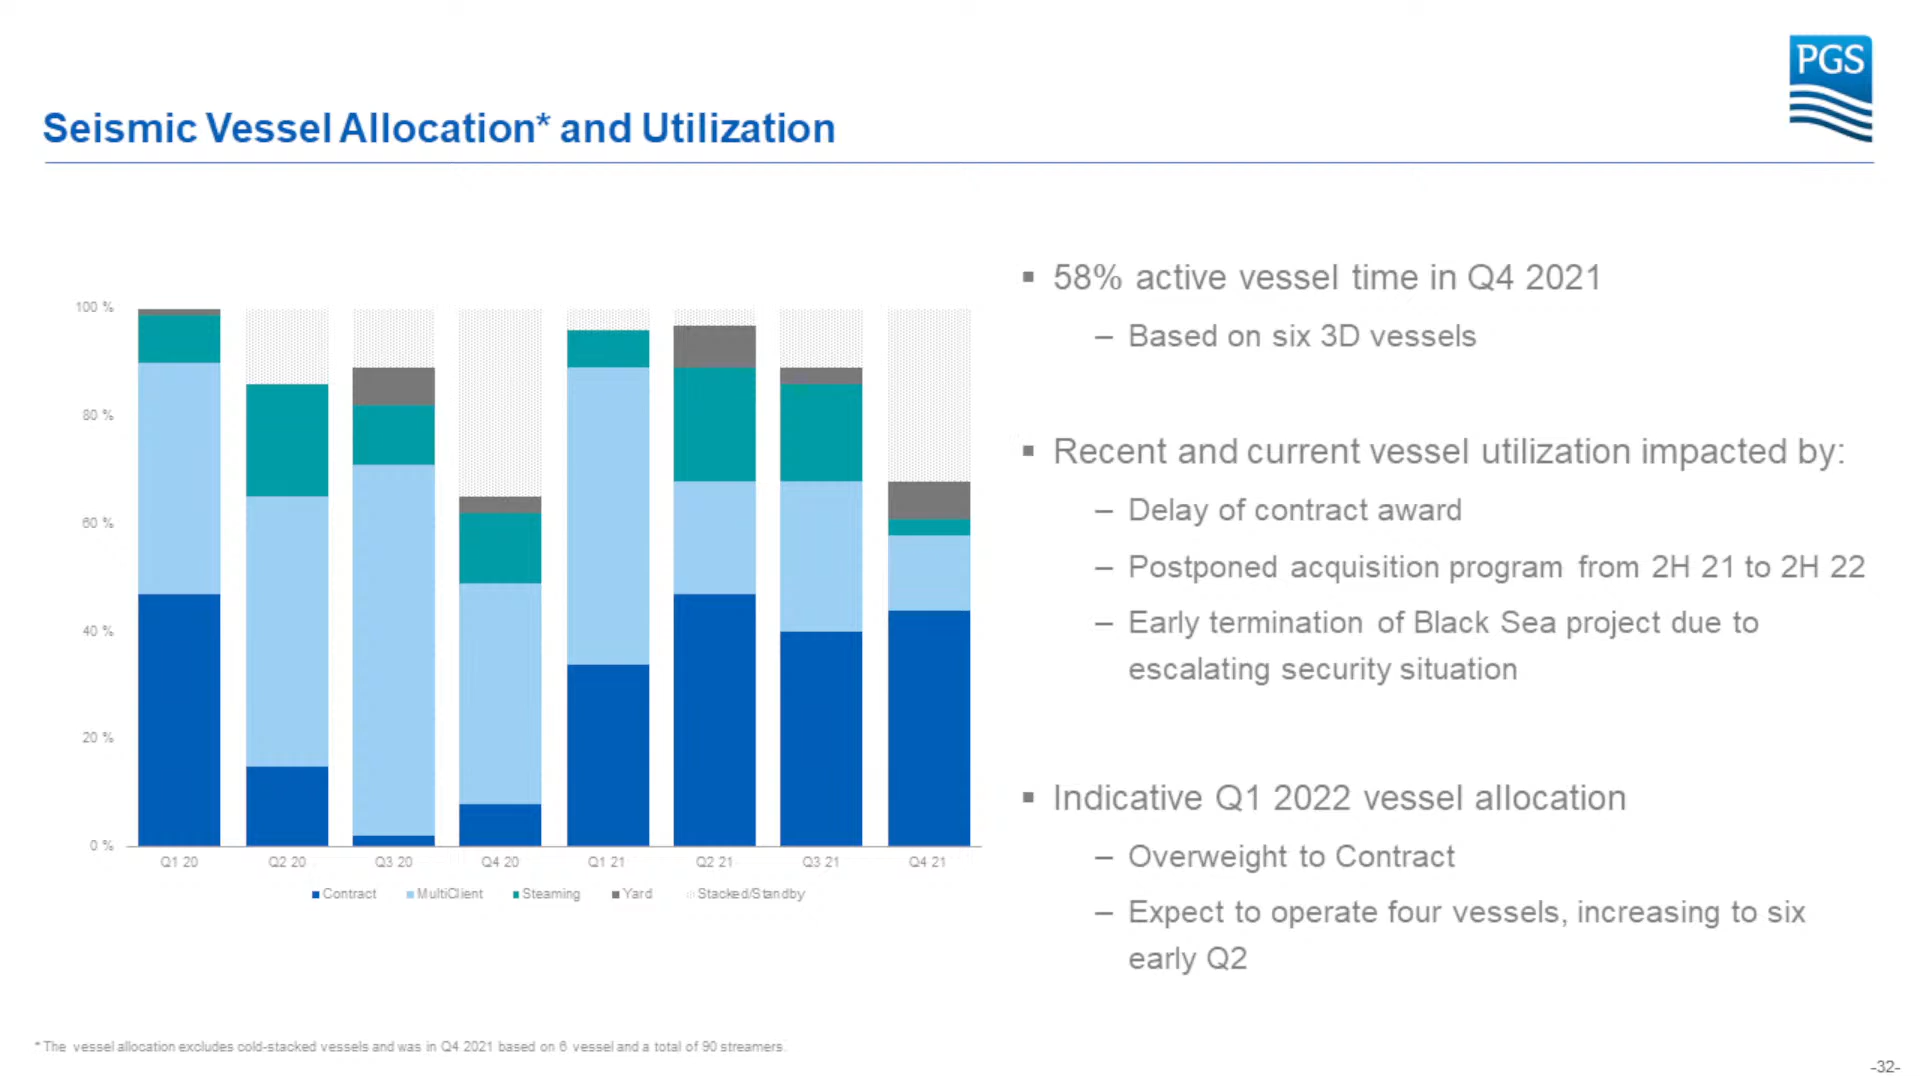 PGS
Seismic Vessel Allocation* and Utilization
100 %
80 %
60 %
40 %
20 %
0 %
Q1 20 Q2 20 Q3 20 Q4 20 Q1 21 Q2 21 Q3 21 Q4 21
Contract MultiClient Steaming Yard Stacked/Standby
▪ 58% active vessel time in Q4 2021
– Based on six 3D vessels
▪ Recent and current vessel utilization impacted by:
– Delay of contract award
– Postponed acquisition program from 2H 21 to 2H 22
– Early termination of Black Sea project due to
escalating security situation
▪ Indicative Q1 2022 vessel allocation
– Overweight to Contract
– Expect to operate four vessels, increasing to six
early Q2
* The vessel allocation excludes cold-stacked vessels and was in Q4 2021 based on 6 vessel and a total of 90 streamers.
-32-